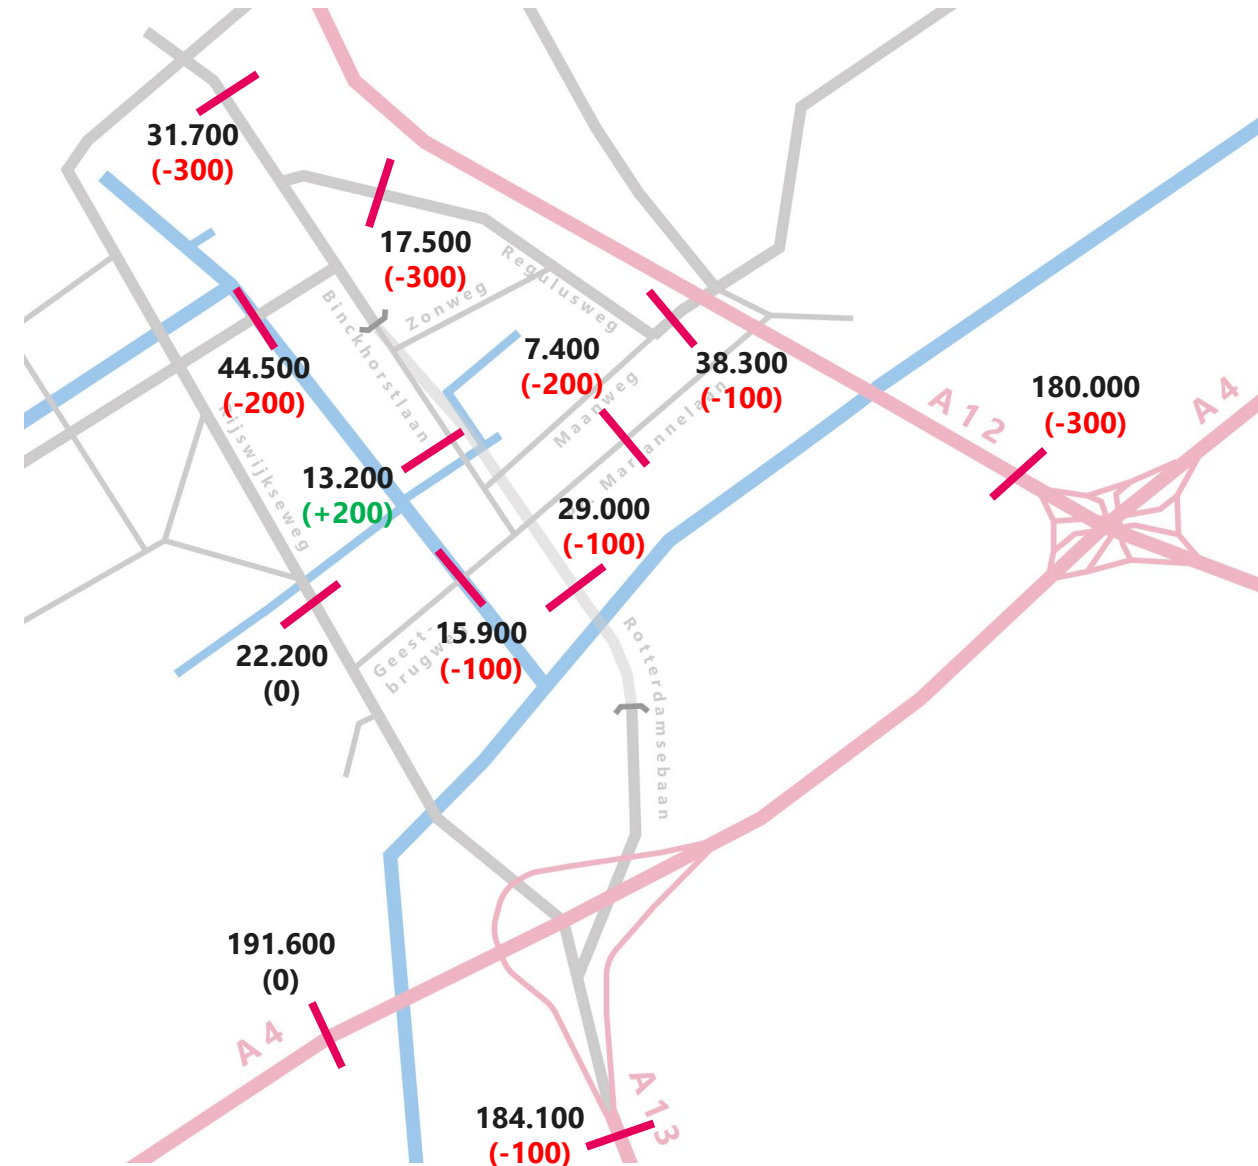 31.700
(-300)
17.500
(-300)
Regulusweg
Zonweg
Binckhorstlaan
7.400
(-200)
38.300
(-100)
44.500
(-200)
Maanweg
Mariannelaan
A12
180.000
(-300)
A4
Rijswijkseweg
13.200
(+200)
29.000
(-100)
22.200
(0)
Geest-
brugweg
15.900
(-100)
Rotterdamsebaan
191.600
(0)
A4
184.100
(-100)
A13